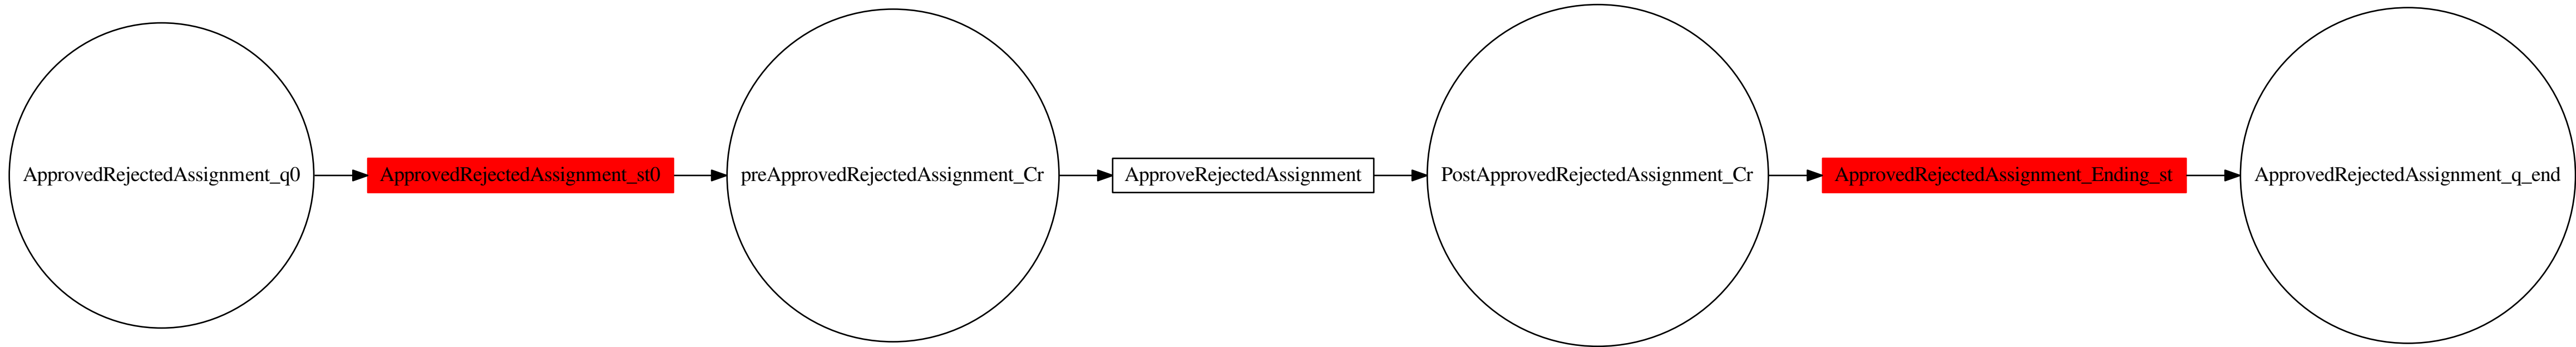 ApprovedRejectedAssignment_q0
ApprovedRejectedAssignment_st0
preApprovedRejectedAssignment_Cr
ApproveRejectedAssignment
PostApprovedRejectedAssignment_Cr
ApprovedRejectedAssignment_Ending_st
ApprovedRejectedAssignment_q_end